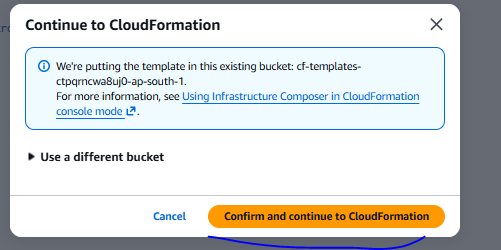 Continue to CloudFormation
We're putting the template in this existing bucket: cf-templates-
ctpqrncwa8uj0-ap-south-1.
For more information, see Using Infrastructure Composer in CloudFormation
console mode.
Use a different bucket
Cancel
Confirm and continue to CloudFormation